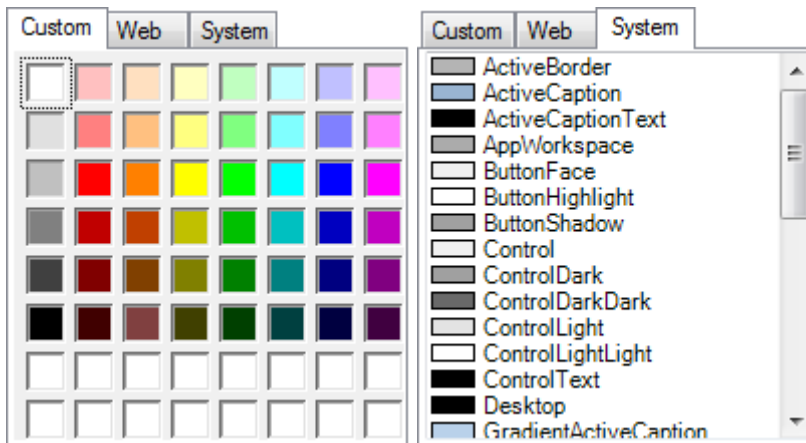 Custom Web System
Custom Web System
ActiveBorder
ActiveCaption
ActiveCaptionText
AppWorkspace
ButtonFace
ButtonHighlight
ButtonShadow
Control
ControlDark
ControlDarkDark
ControlLight
ControlLightLight
ControlText
Desktop
GradientActiveCaption